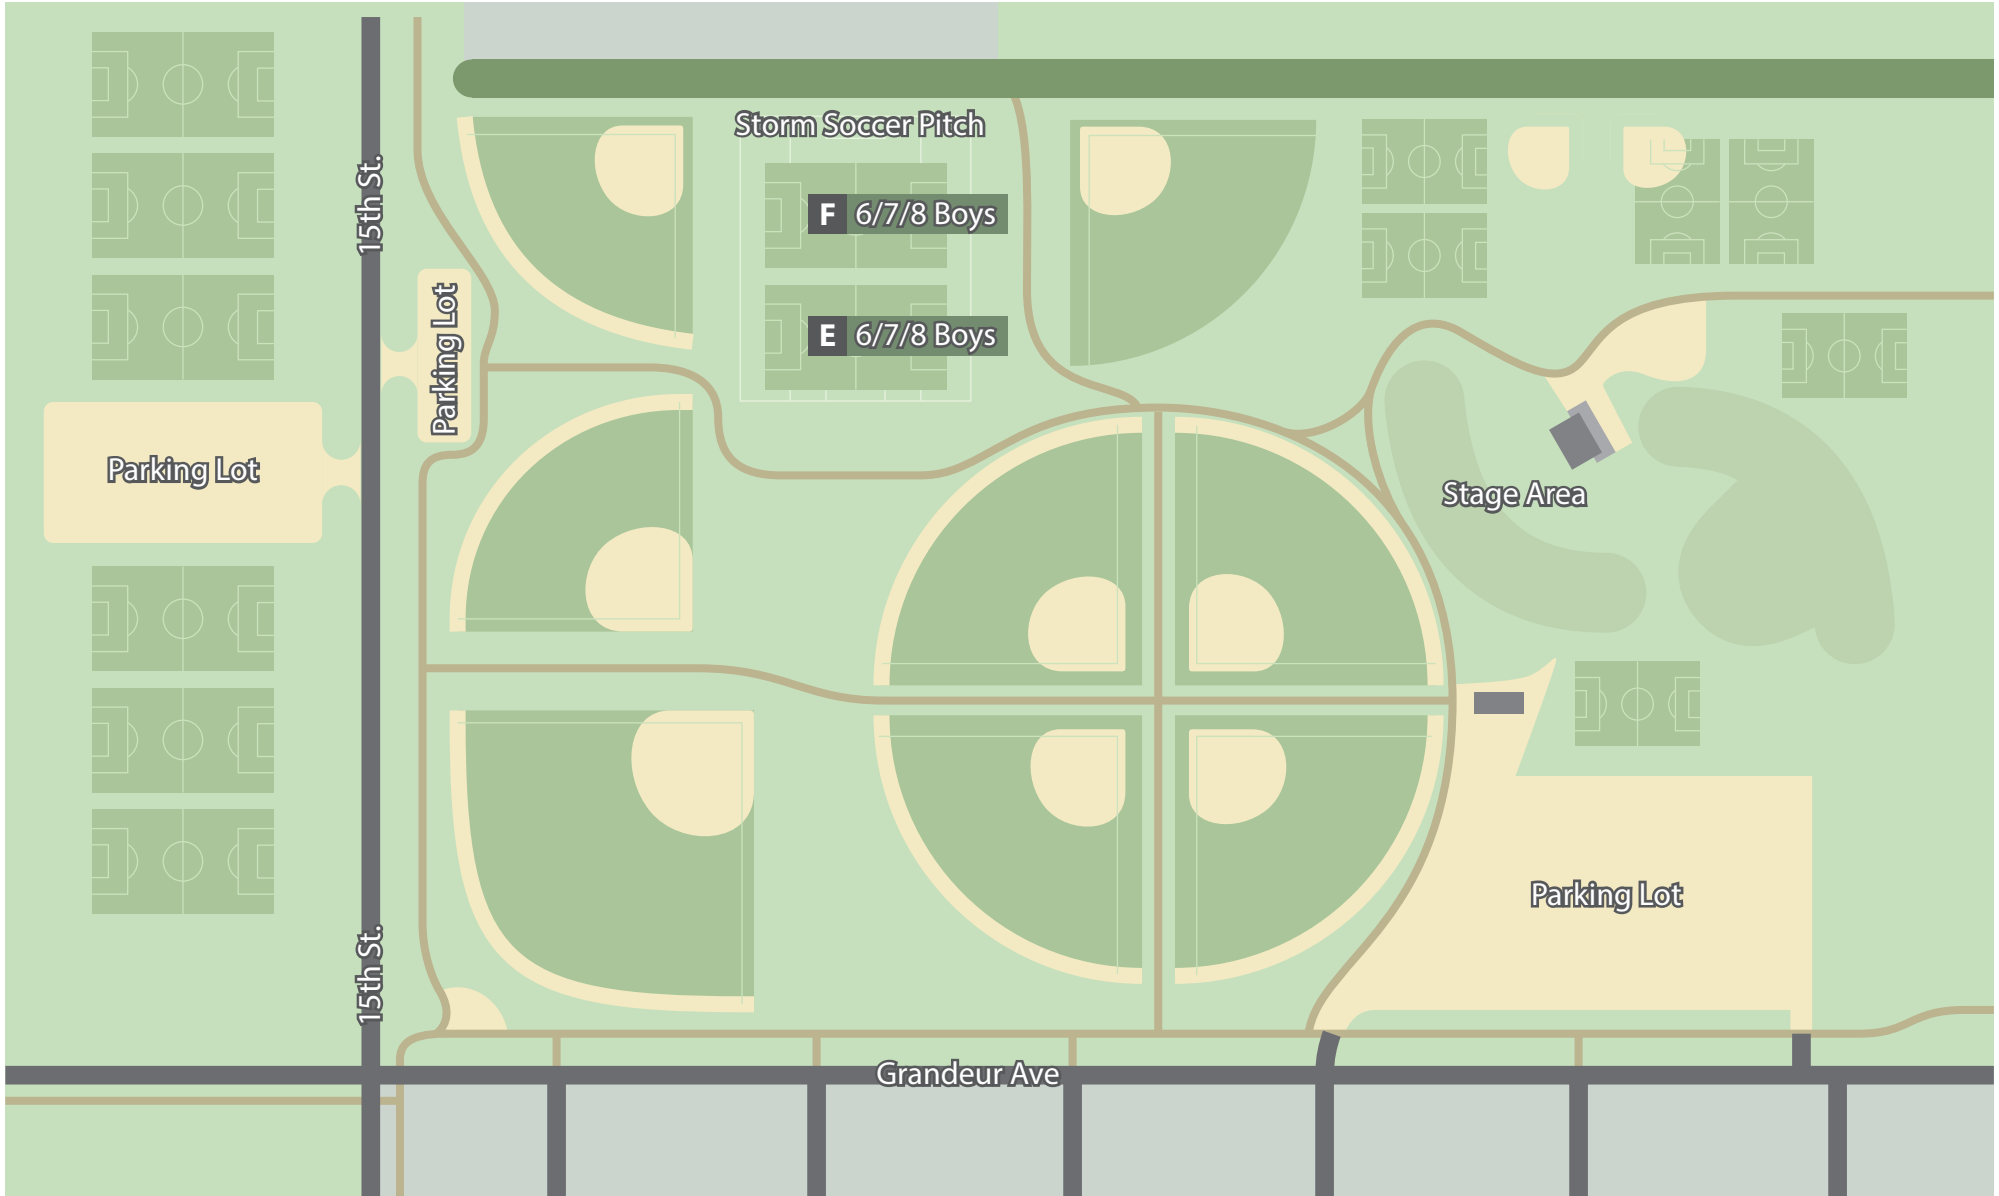 Storm Soccer Pitch
15th St.
F 6/7/8 Boys
Parking Lot
E 6/7/8 Boys
Parking Lot
Stage Area
Parking Lot
15th St.
Grandeur Ave